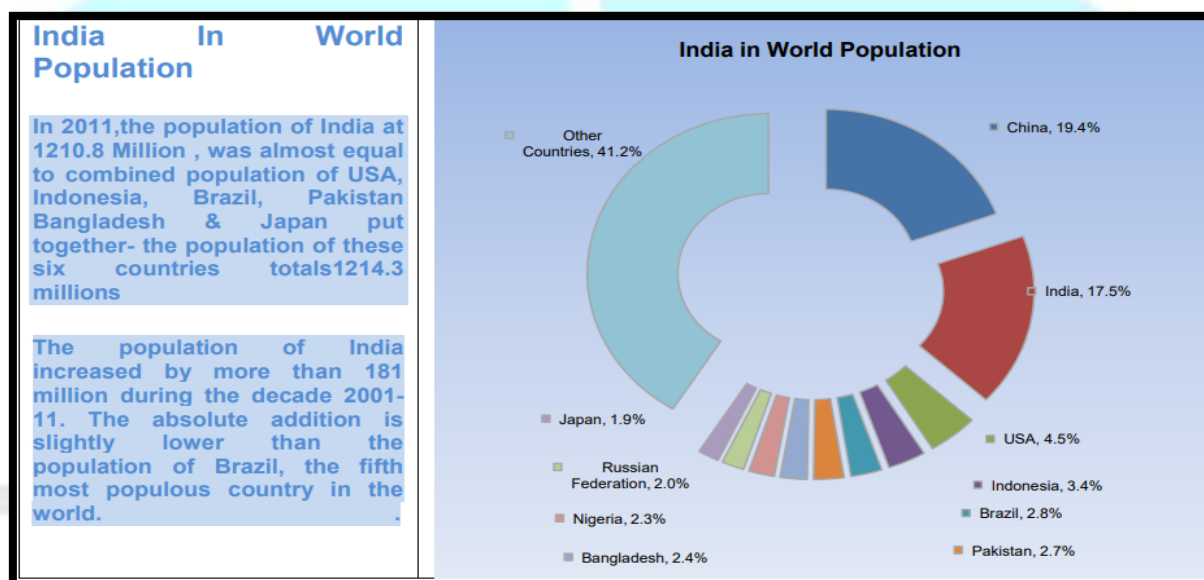 India In World
Population
In 2011,the population of India at
1210.8 Million , was almost equal
to combined population of USA,
Indonesia, Brazil, Pakistan
Bangladesh & Japan put
together- the population of these
six countries totals1214.3
millions
The population of India
increased by more than 181
million during the decade 2001-
11. The absolute addition is
slightly lower than the
population of Brazil, the fifth
most populous country in the
world. .
India in World Population
Other
Countries, 41.2%
China, 19.4%
India, 17.5%
Japan, 1.9%
USA, 4.5%
Russian
Federation, 2.0%
Indonesia, 3.4%
Nigeria, 2.3%
Brazil, 2.8%
Bangladesh, 2.4%
Pakistan, 2.7%